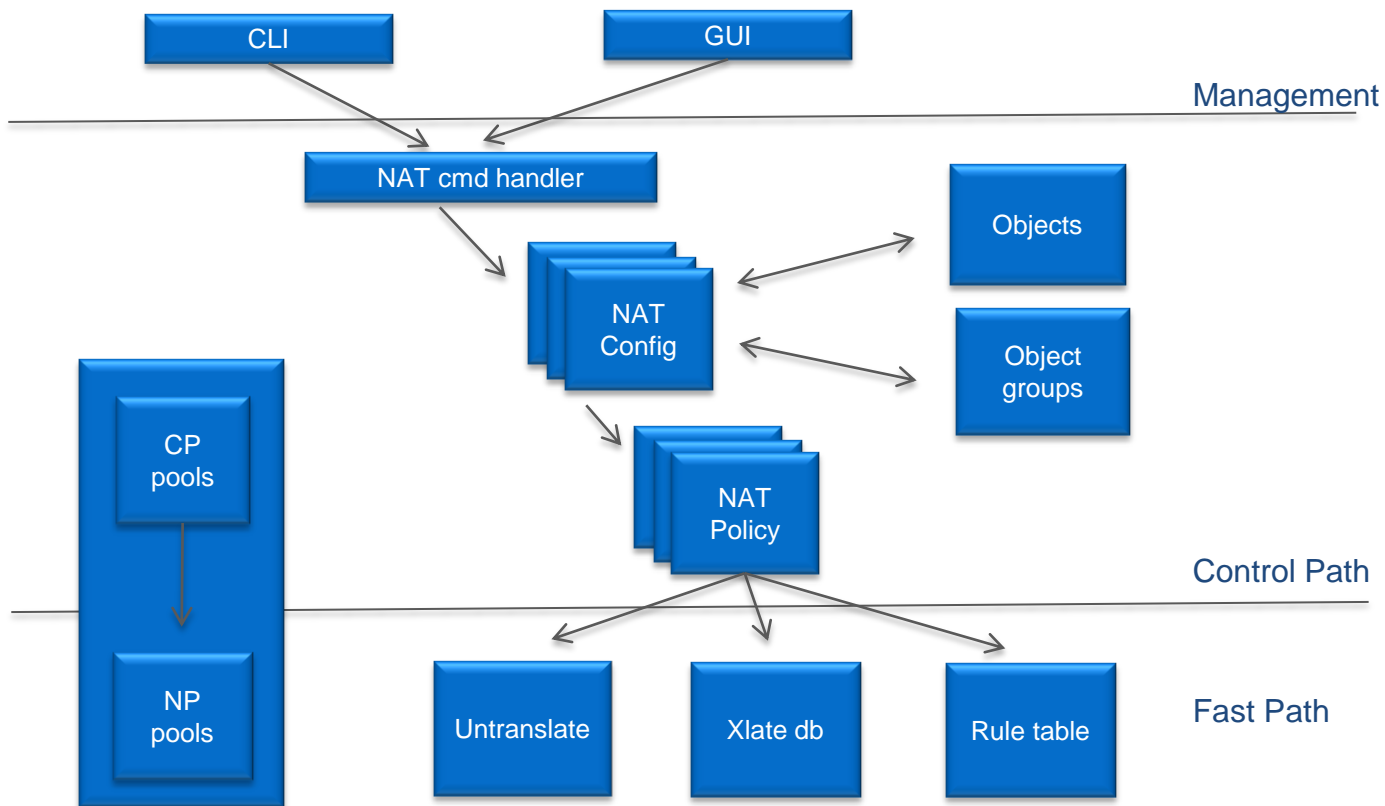 CLI
GUI
Management
NAT cmd handler
Objects
NAT
Config
Object
groups
CP
pools
NAT
Policy
Control Path
NP
pools
Untranslate
Xlate db
Rule table
Fast Path